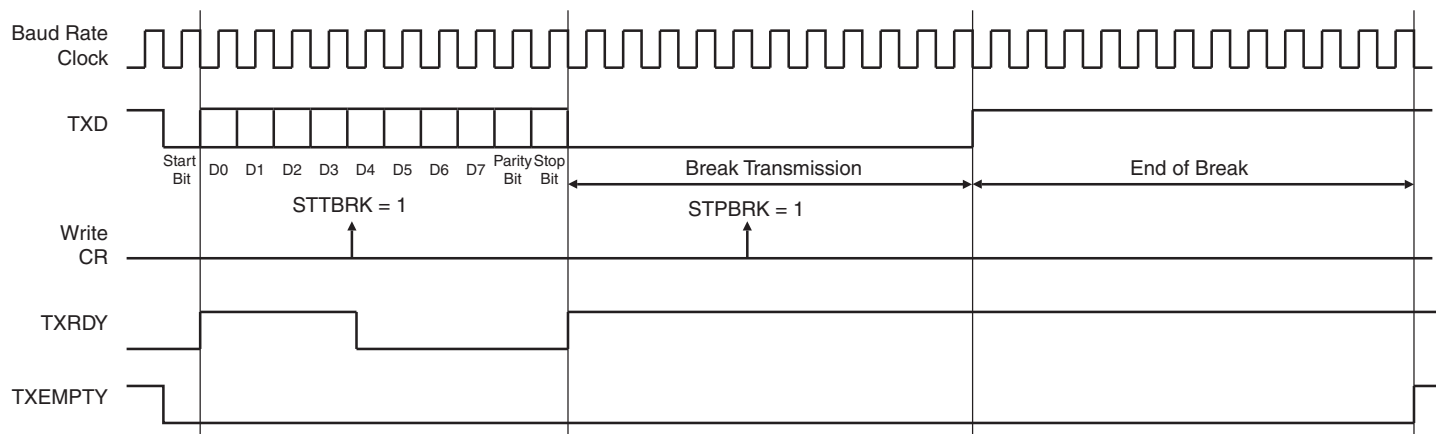 Baud Rate
Clock
TXD
Start
Bit
D0 D1 D2 D3 D4 D5 D6 D7
Parity
Bit
Stop
Bit
Break Transmission
End of Break
STTBRK = 1
STPBRK = 1
Write
CR
TXRDY
TXEMPTY